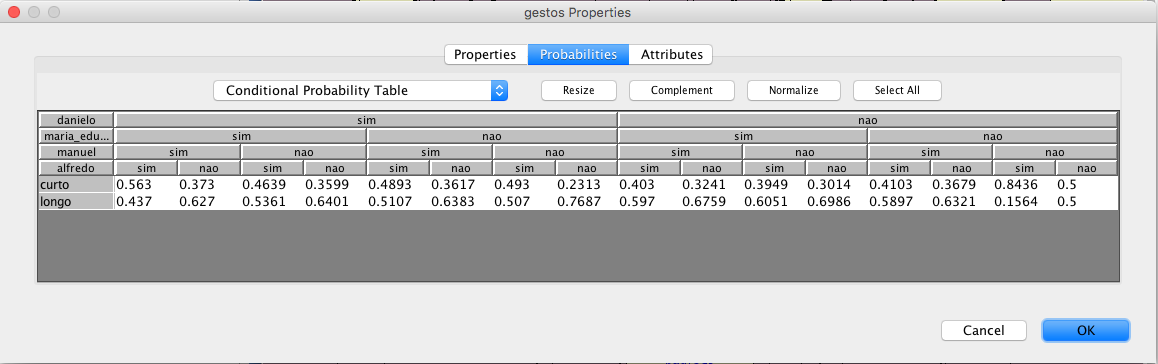 gestos Properties
Properties Probabilities Attributes
Conditional Probability Table Resize Complement Normalize Select All
danielo sim nao
maria_edu... sim nao sim nao
manuel sim nao sim nao sim nao sim nao
alfredo sim nao sim nao sim nao sim nao sim nao sim nao sim nao sim nao
curto 0.563 0.373 0.4639 0.3599 0.4893 0.3617 0.493 0.2313 0.403 0.3241 0.3949 0.3014 0.4103 0.3679 0.8436 0.5
longo 0.437 0.627 0.5361 0.6401 0.5107 0.6383 0.507 0.7687 0.597 0.6759 0.6051 0.6986 0.5897 0.6321 0.1564 0.5
Cancel OK